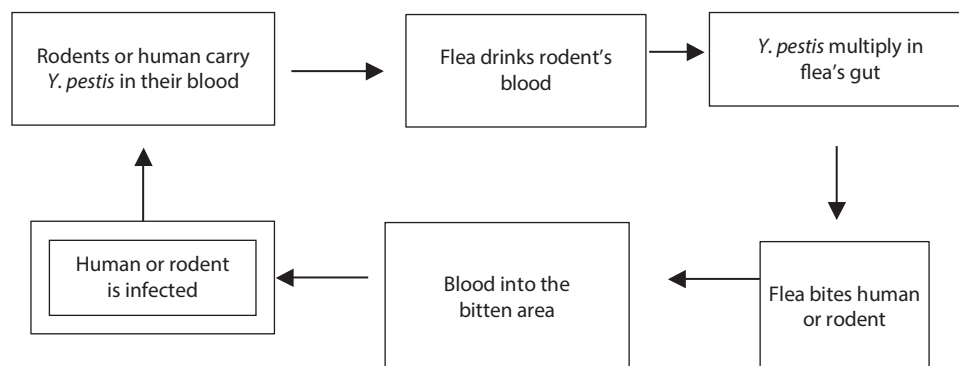 Rodents or human carry
Y. pestis in their blood
Flea drinks rodent's
blood
Y. pestis multiply in
flea's gut
Flea bites human
or rodent
Blood into the
bitten area
Human or rodent
is infected